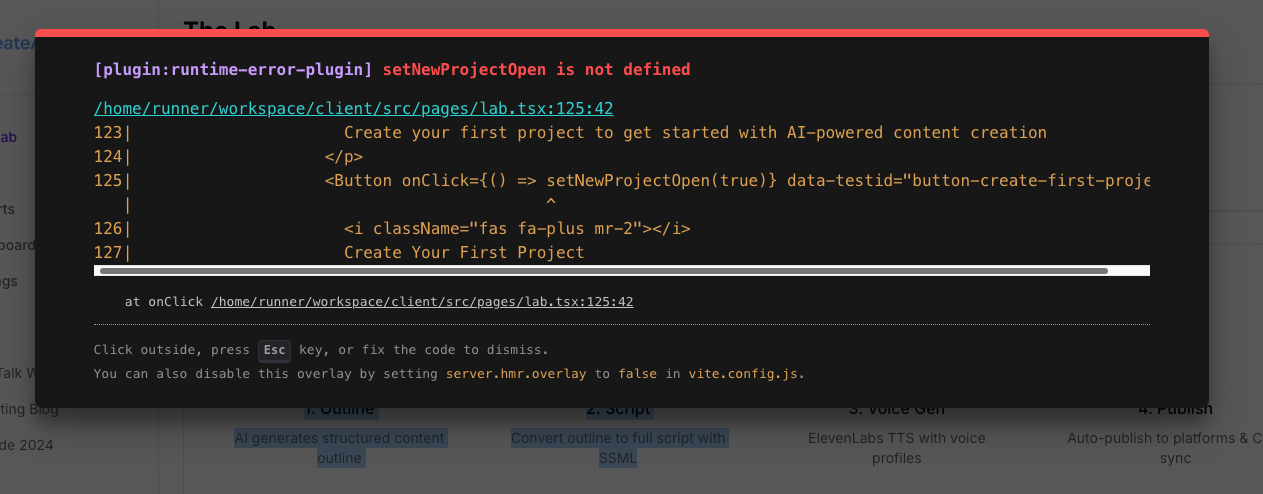 The Lab
eateA
[plugin:runtime-error-plugin] setNewProjectOpen is not defined
/home/runner/workspace/client/src/pages/lab.tsx:125:42
123|                      Create your first project to get started with AI-powered content creation
124|                    </p>
125|                    <Button onClick={() => setNewProjectOpen(true)} data-testid="button-create-first-proje
   |                                           ^
126|                      <i className="fas fa-plus mr-2"></i>
127|                      Create Your First Project
at onClick /home/runner/workspace/client/src/pages/lab.tsx:125:42
Click outside, press Esc key, or fix the code to dismiss.
You can also disable this overlay by setting server.hmr.overlay to false in vite.config.js.
ab
rts
board
ngs
Talk W
ting Blog
de 2024
1. Outline
2. Script
3. Voice Gen
4. Publish
AI generates structured content
outline
Convert outline to full script with
SSML
ElevenLabs TTS with voice
profiles
Auto-publish to platforms & C
sync